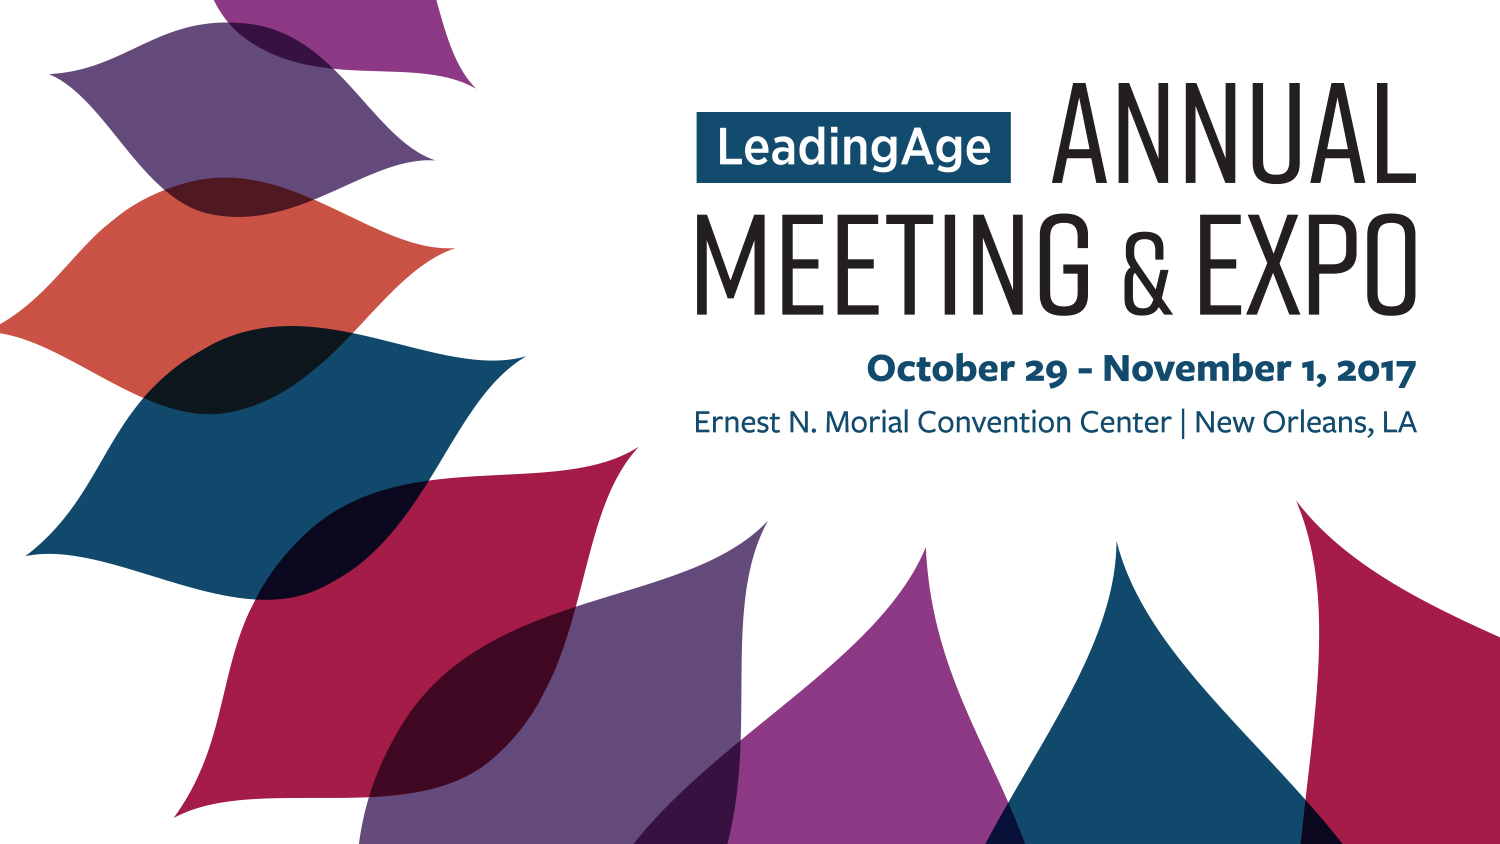 LeadingAge ANNUAL
MEETING & EXPO
October 29 - November 1, 2017
Ernest N. Morial Convention Center | New Orleans, LA